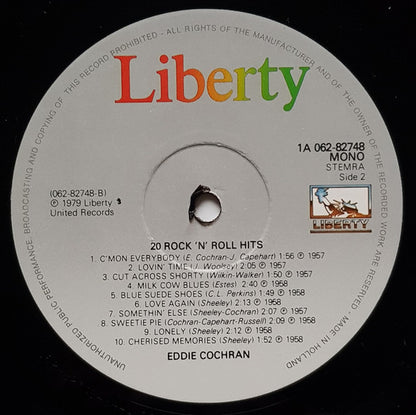 ALL RIGHTS OF THE MANUFACTURER AND OF THE OWNER OF THE RECORDED WORK ARE RESERVED - MADE IN HOLLAND
UNAUTHORIZED PUBLIC PERFORMANCE, BROADCASTING AND COPYING OF THIS RECORD PROHIBITED -
Liberty
1A 062-82748
MONO
STEMRA
Side 2
(062-82748-B)
℗ 1979 Liberty
United Records
LIBERTY
20 ROCK 'N' ROLL HITS
1. C'MON EVERYBODY (E. Cochran-J. Capehart) 1:56 ℗ 1957
2. LOVIN' TIME (J. Woolsey) 2:05 ℗ 1957
3. CUT ACROSS SHORTY (Wilkin-Walker) ℗ 1957
4. MILK COW BLUES (Estes) 2:40 ℗ 1958
5. BLUE SUEDE SHOES (C.L. Perkins) 1:49 ℗ 1958
6. LOVE AGAIN (Sheeley) 2:13 ℗ 1958
7. SOMETHIN' ELSE (Sheeley-Cochran) 2:07 ℗ 1957
8. SWEETIE PIE (Cochran-Capehart-Russell) 2:04 ℗ 1958
9. LONELY (Sheeley) 2:12 ℗ 1958
10. CHERISED MEMORIES (Sheeley) 1:52 ℗ 1958
EDDIE COCHRAN